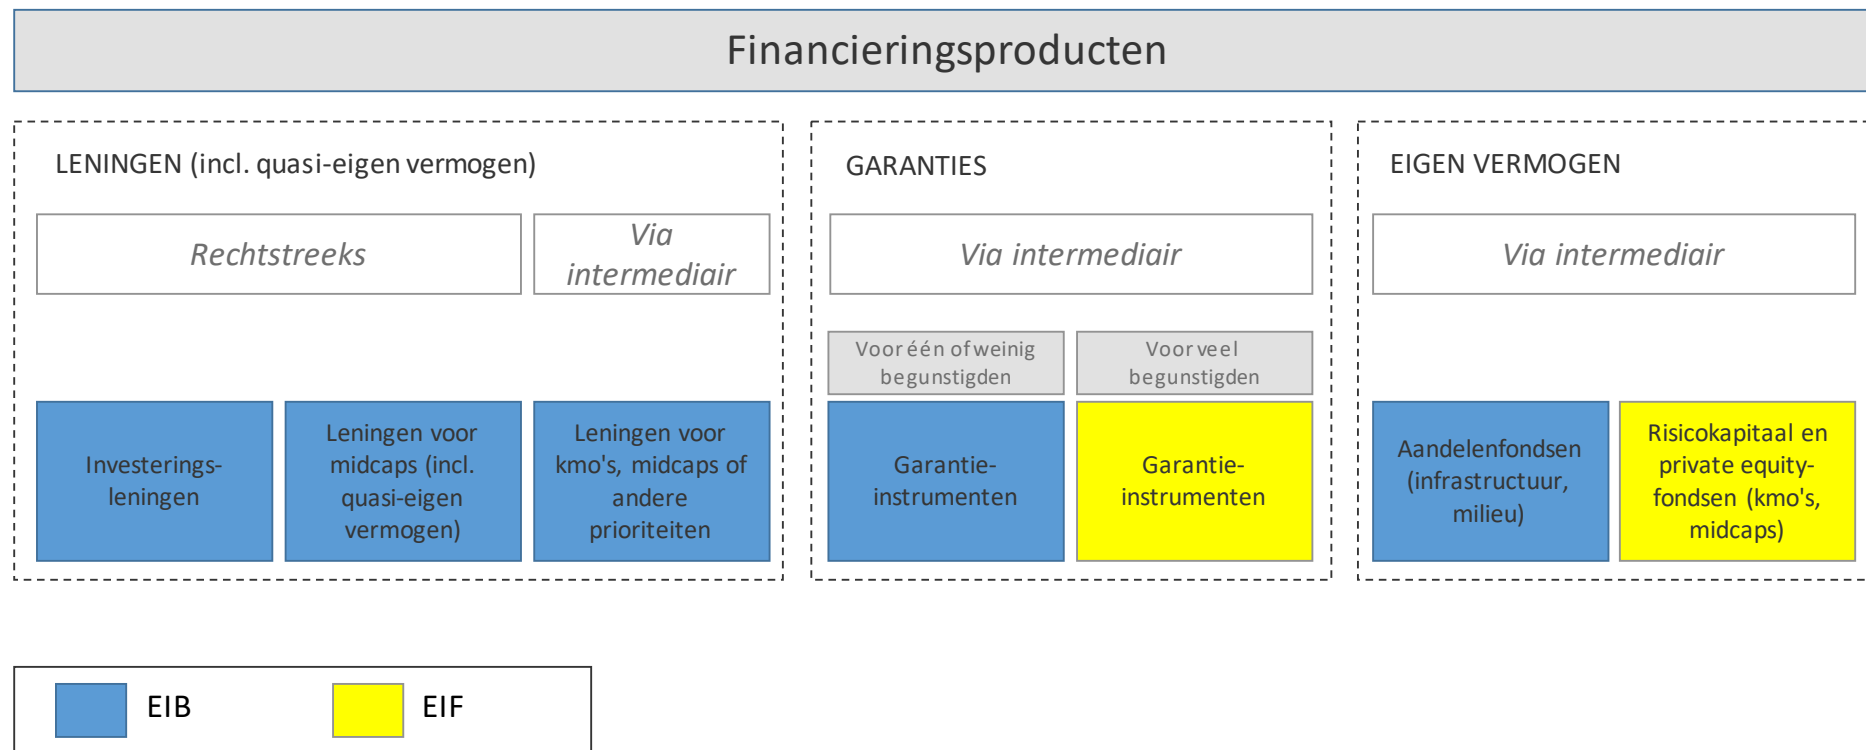 Financieringsproducten
LENINGEN (incl. quasi-eigen vermogen)
Rechtstreeks
Via
intermediair
Investerings-
leningen
Leningen voor
midcaps (incl.
quasi-eigen
vermogen)
Leningen voor
kmo's, midcaps of
andere
prioriteiten
GARANTIES
Via intermediair
Voor één of weinig
begunstigden
Voor veel
begunstigden
Garantie-
instrumenten
Garantie-
instrumenten
EIGEN VERMOGEN
Via intermediair
Aandelenfondsen
(infrastructuur,
milieu)
Risicokapitaal en
private equity-
fondsen (kmo's,
midcaps)
EIB
EIF